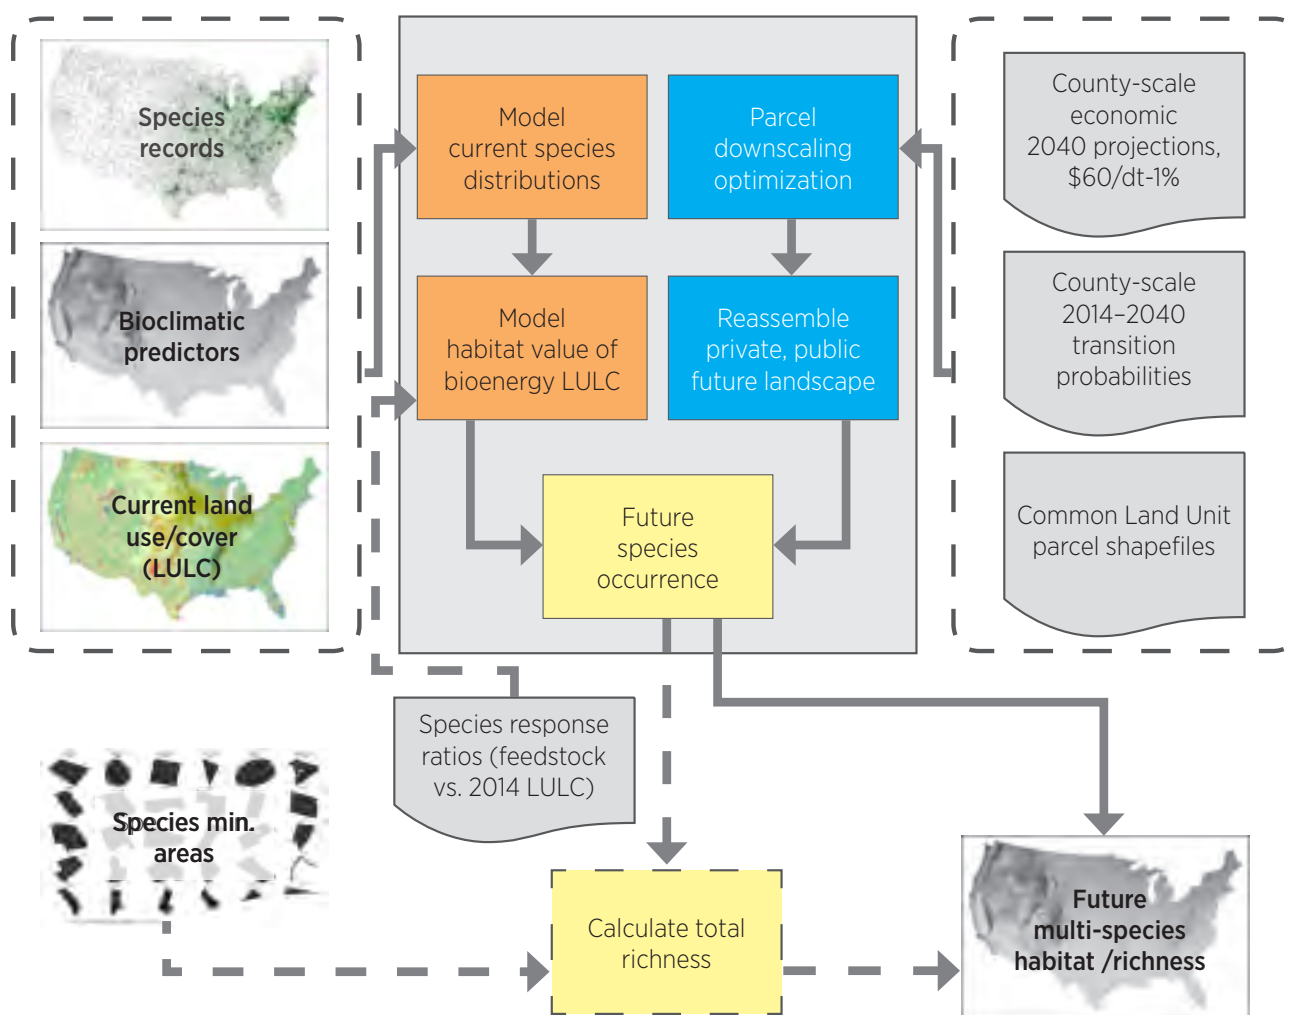 Species
records
Bioclimatic
predictors
Current land
use/cover
(LULC)
Model
current species
distributions
Parcel
downscaling
optimization
Model
habitat value of
bioenergy LULC
Reassemble
private, public
future landscape
Future
species
occurrence
County-scale
economic
2040 projections,
$60/dt-1%
County-scale
2014–2040
transition
probabilities
Common Land Unit
parcel shapefiles
Species response
ratios (feedstock
vs. 2014 LULC)
Species min.
areas
Calculate total
richness
Future
multi-species
habitat /richness